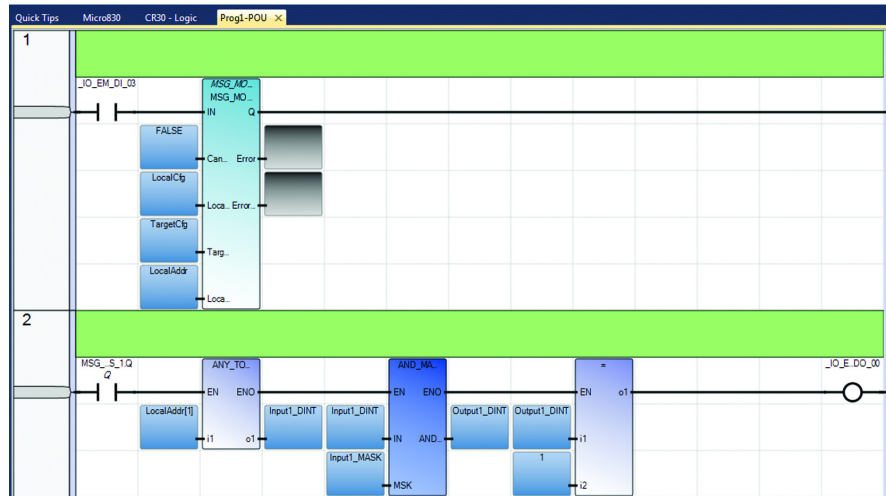 Quick Tips Micro830 CR30 - Logic Prog1-POU ×
1
_IO_EM_DI_03
MSG_MO...
MSG_MO...
IN Q
FALSE
Can... Error
LocalCfg
Loca... Error...
TargetCfg
Targ...
LocalAddr
Loca...
2
MSG_...S_1.Q
Q
ANY_TO...
AND_MA...
=
_IO_E..DO_00
EN ENO
EN ENO
EN o1
LocalAddr[1] Input1_DINT Input1_DINT Output1_DINT Output1_DINT
i1 o1
IN AND...
i1
Input1_MASK
1
MSK
i2